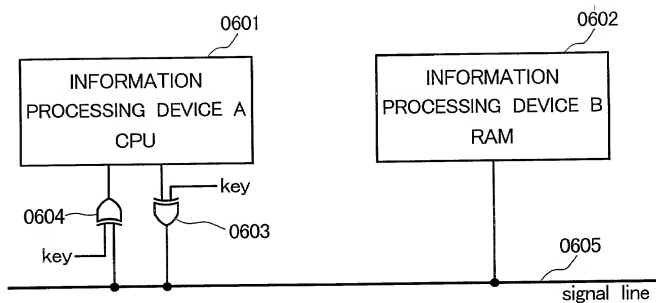 0601
0602
INFORMATION
PROCESSING DEVICE A
CPU
INFORMATION
PROCESSING DEVICE B
RAM
key
0604
0603
key
0605
signal line